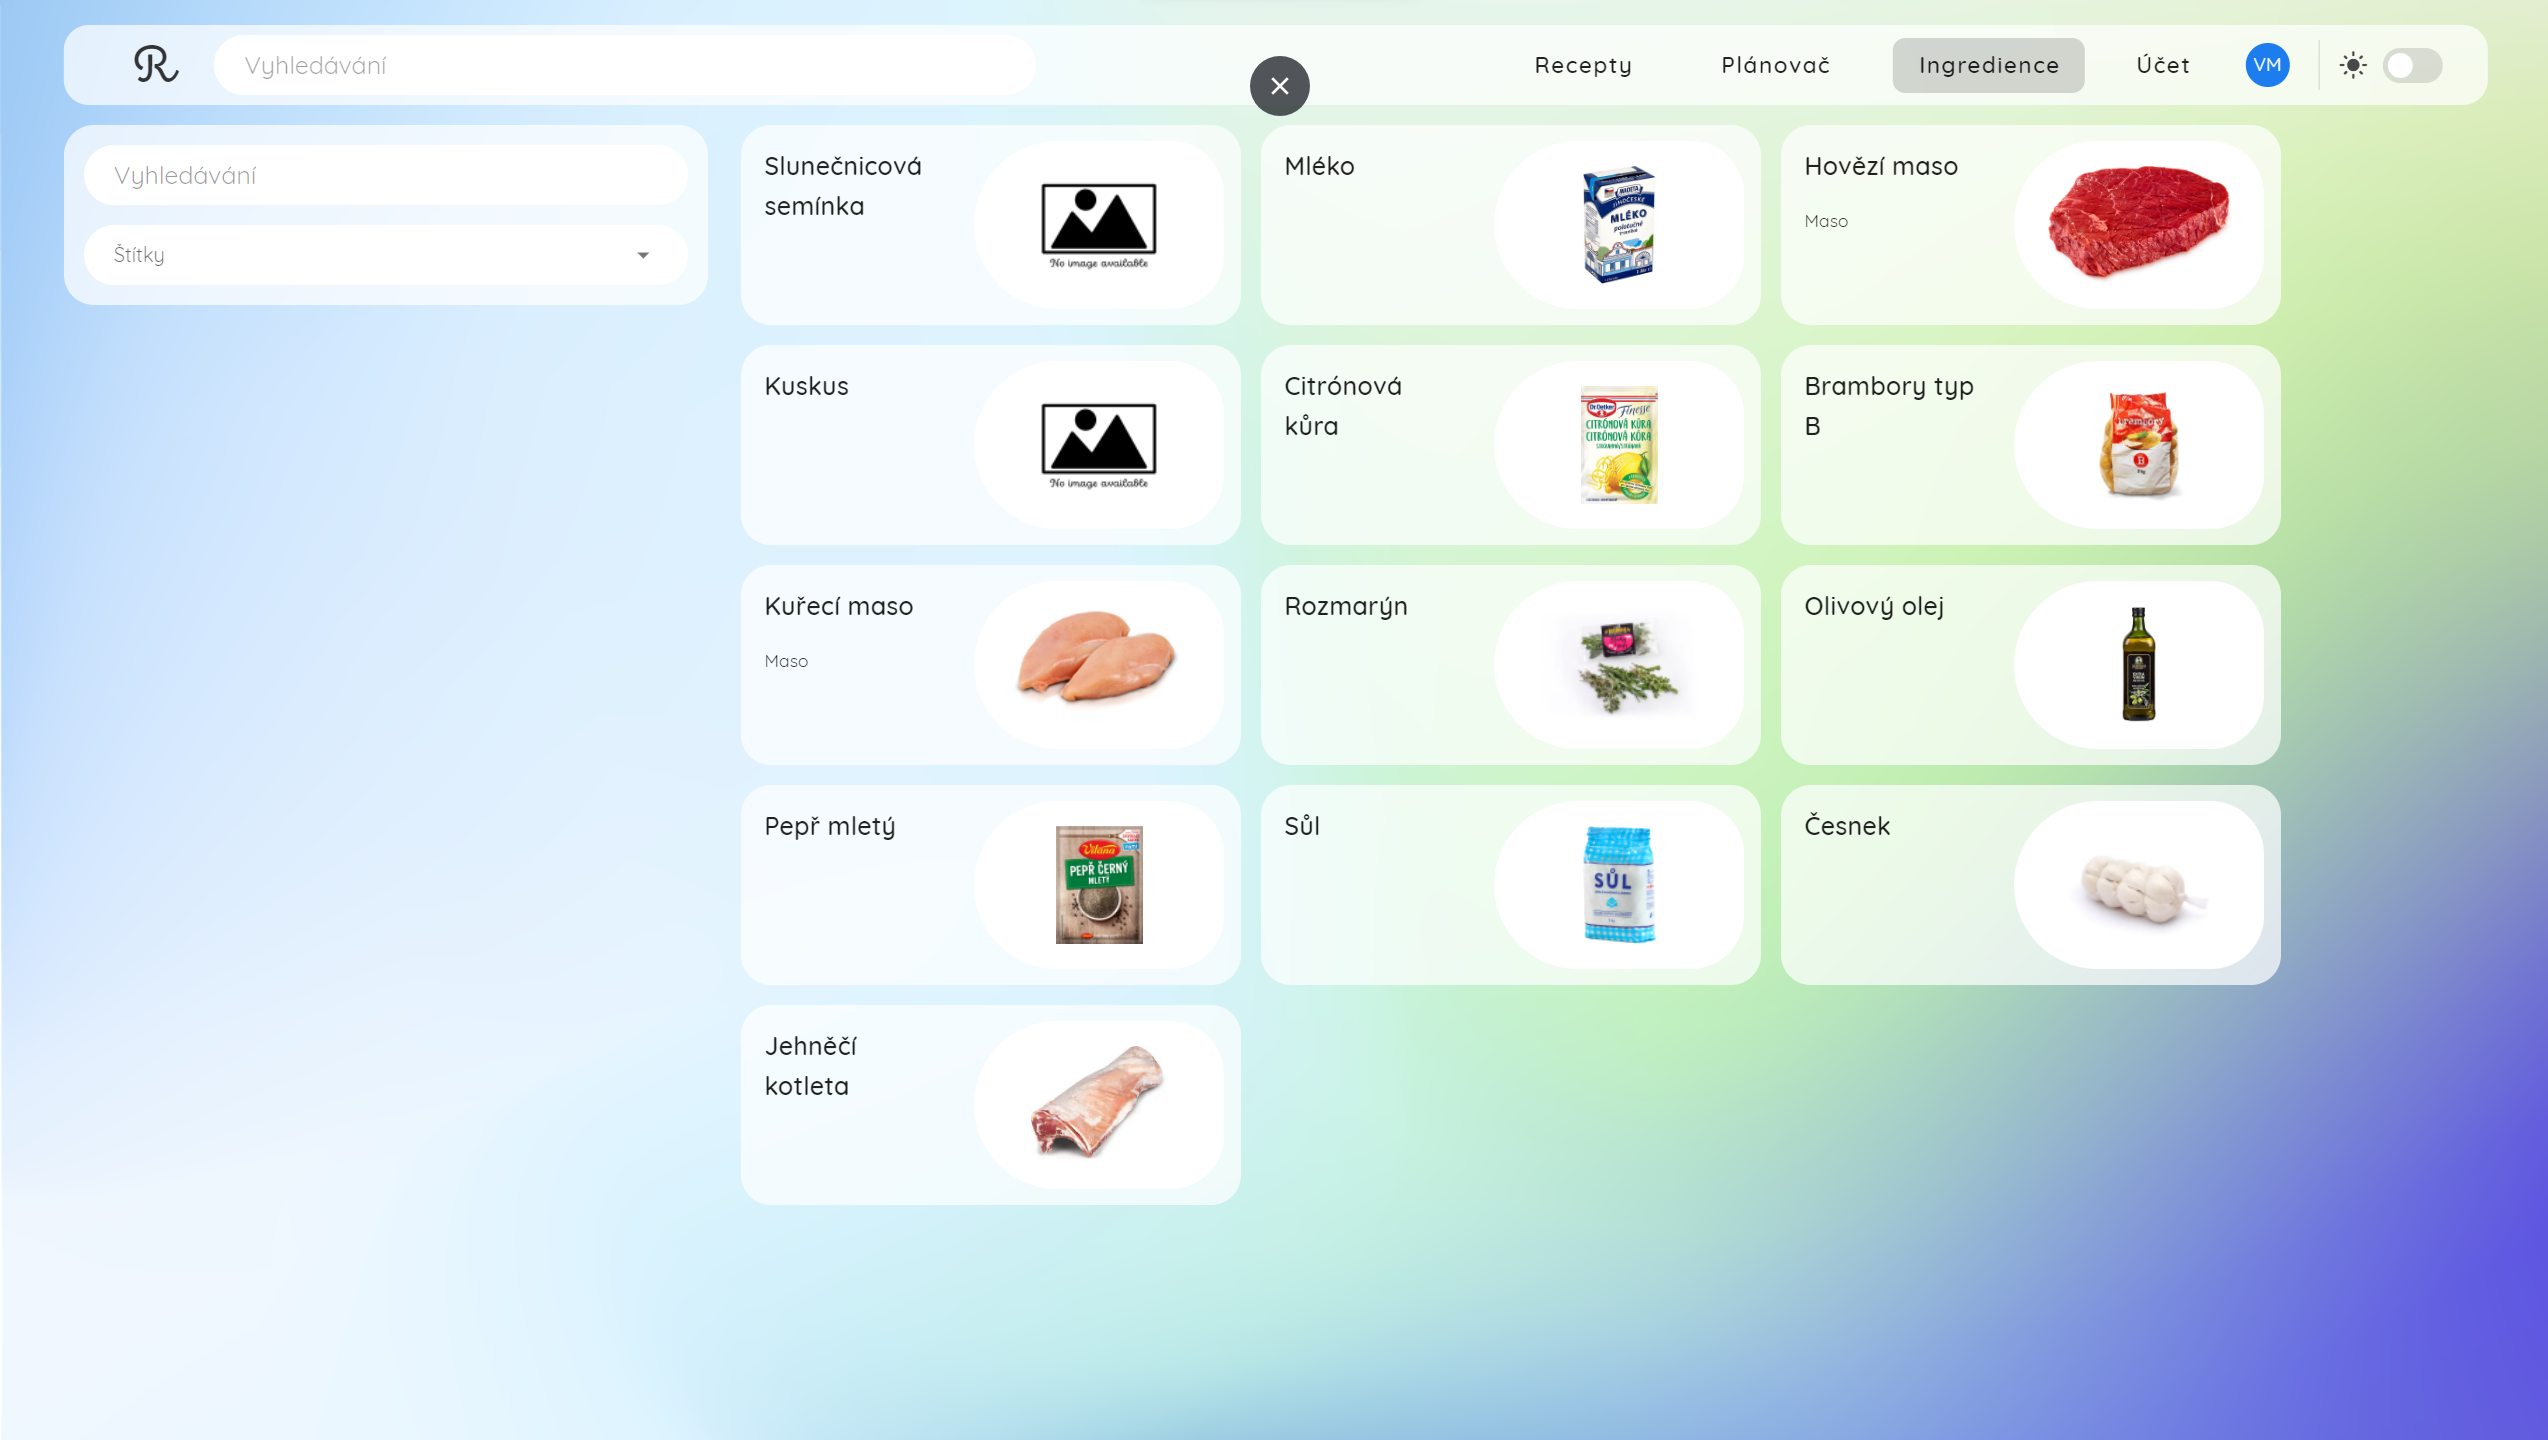 R
Vyhledávání
Recepty
Plánovač
Ingredience
Účet
VM
Vyhledávání
Štítky
Slunečnicová
semínka
No image available
Mléko
MADETA
JIHOČESKÉ
MLÉKO
polotučné
Hovězí maso
Maso
Kuskus
No image available
Citrónová
kůra
Dr.Oetker
Finesse
CITRÓNOVÁ KŮRA
CITRÓNOVÁ KÔRA
Brambory typ
B
brambory
B
Kuřecí maso
Maso
Rozmarýn
Olivový olej
EXTRA
Pepř mletý
Vitana
PEPŘ ČERNÝ
MLETÝ
Sůl
SŮL
Česnek
Jehněčí
kotleta